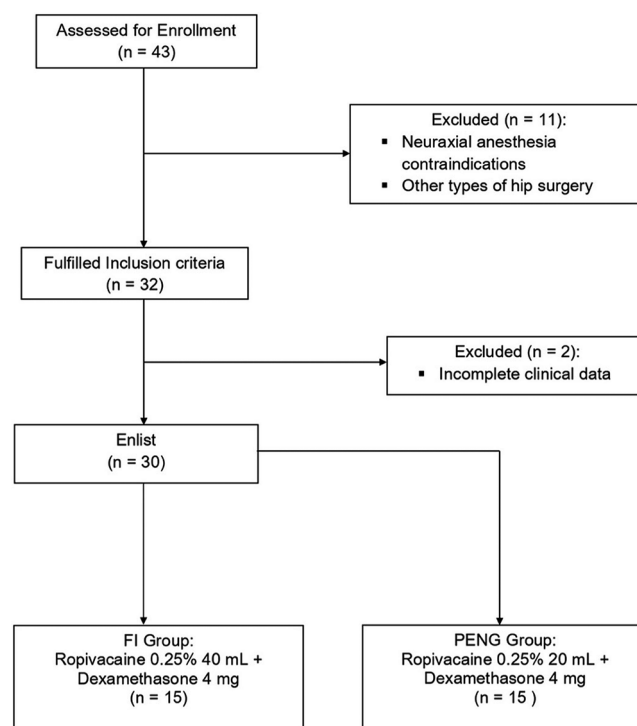 Assessed for Enrollment
(n = 43)
Excluded (n = 11):
▪ Neuraxial anesthesia
contraindications
▪ Other types of hip surgery
Fulfilled Inclusion criteria
(n = 32)
Excluded (n = 2):
▪ Incomplete clinical data
Enlist
(n = 30)
FI Group:
Ropivacaine 0.25% 40 mL +
Dexamethasone 4 mg
(n = 15)
PENG Group:
Ropivacaine 0.25% 20 mL +
Dexamethasone 4 mg
(n = 15 )